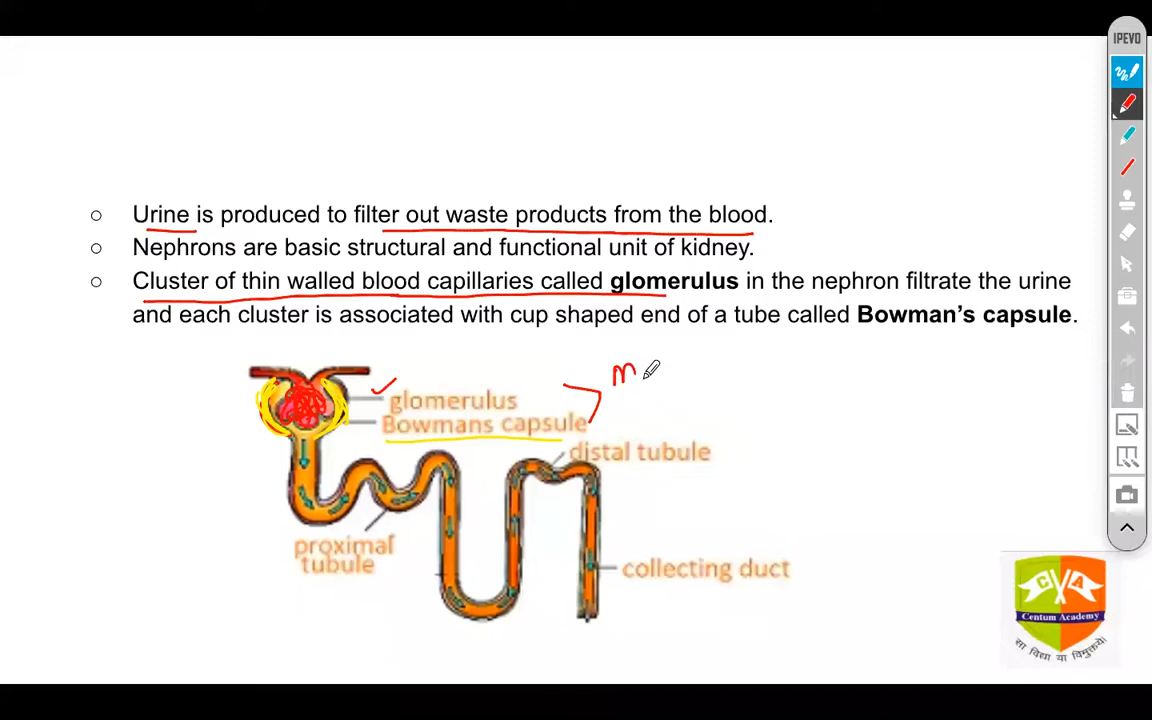 IPEVO
Urine is produced to filter out waste products from the blood.
Nephrons are basic structural and functional unit of kidney.
Cluster of thin walled blood capillaries called glomerulus in the nephron filtrate the urine
and each cluster is associated with cup shaped end of a tube called Bowman's capsule.
m
glomerulus
Bowmans capsule
distal tubule
proximal
tubule
collecting duct
C A
Centum Academy
सा विद्या या विमुक्तये